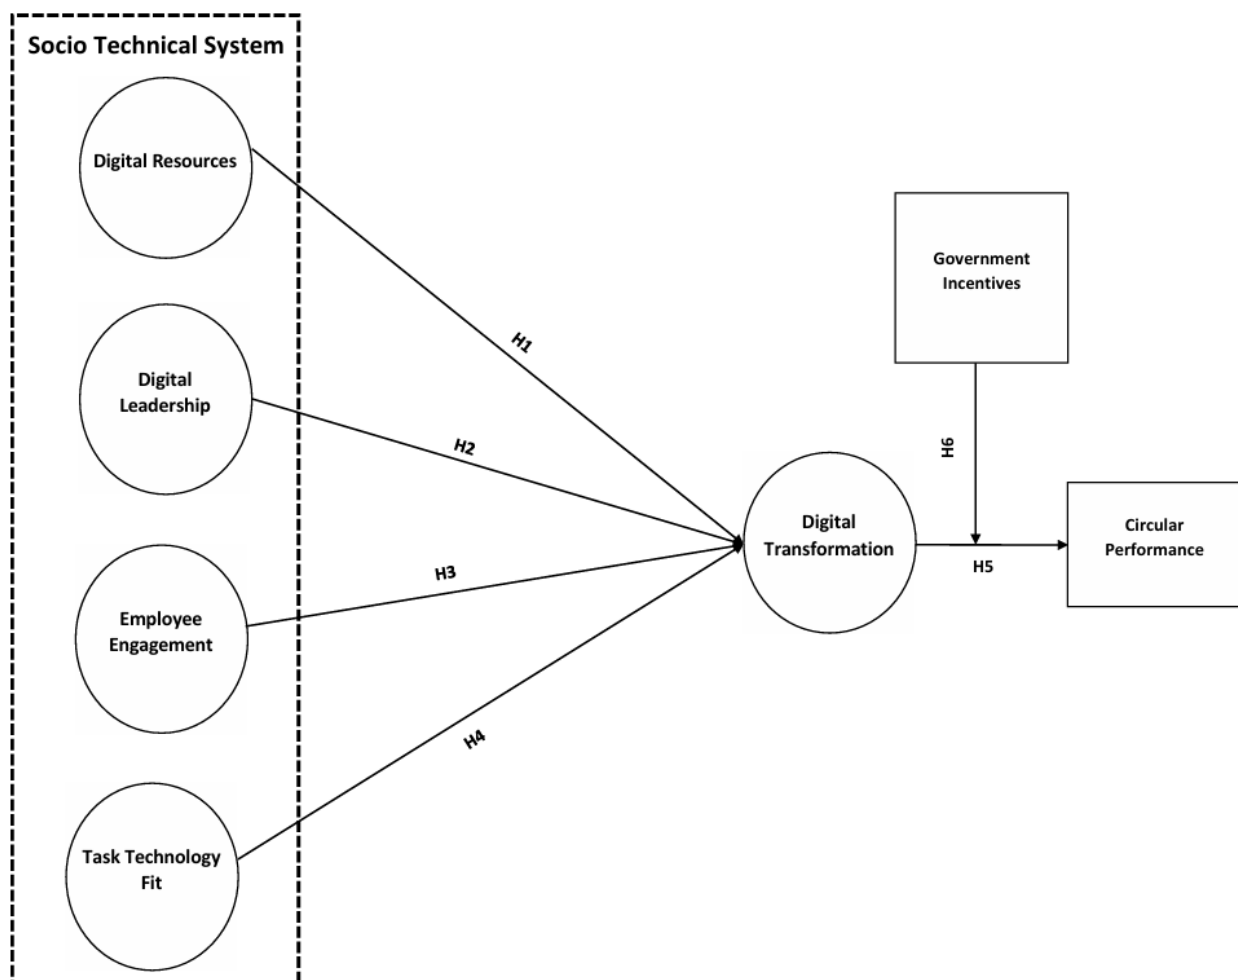 Socio Technical System
Digital Resources
H1
Government
Incentives
Digital
Leadership
H2
H6
Digital
Transformation
Circular
Performance
H5
H3
Employee
Engagement
H4
Task Technology
Fit